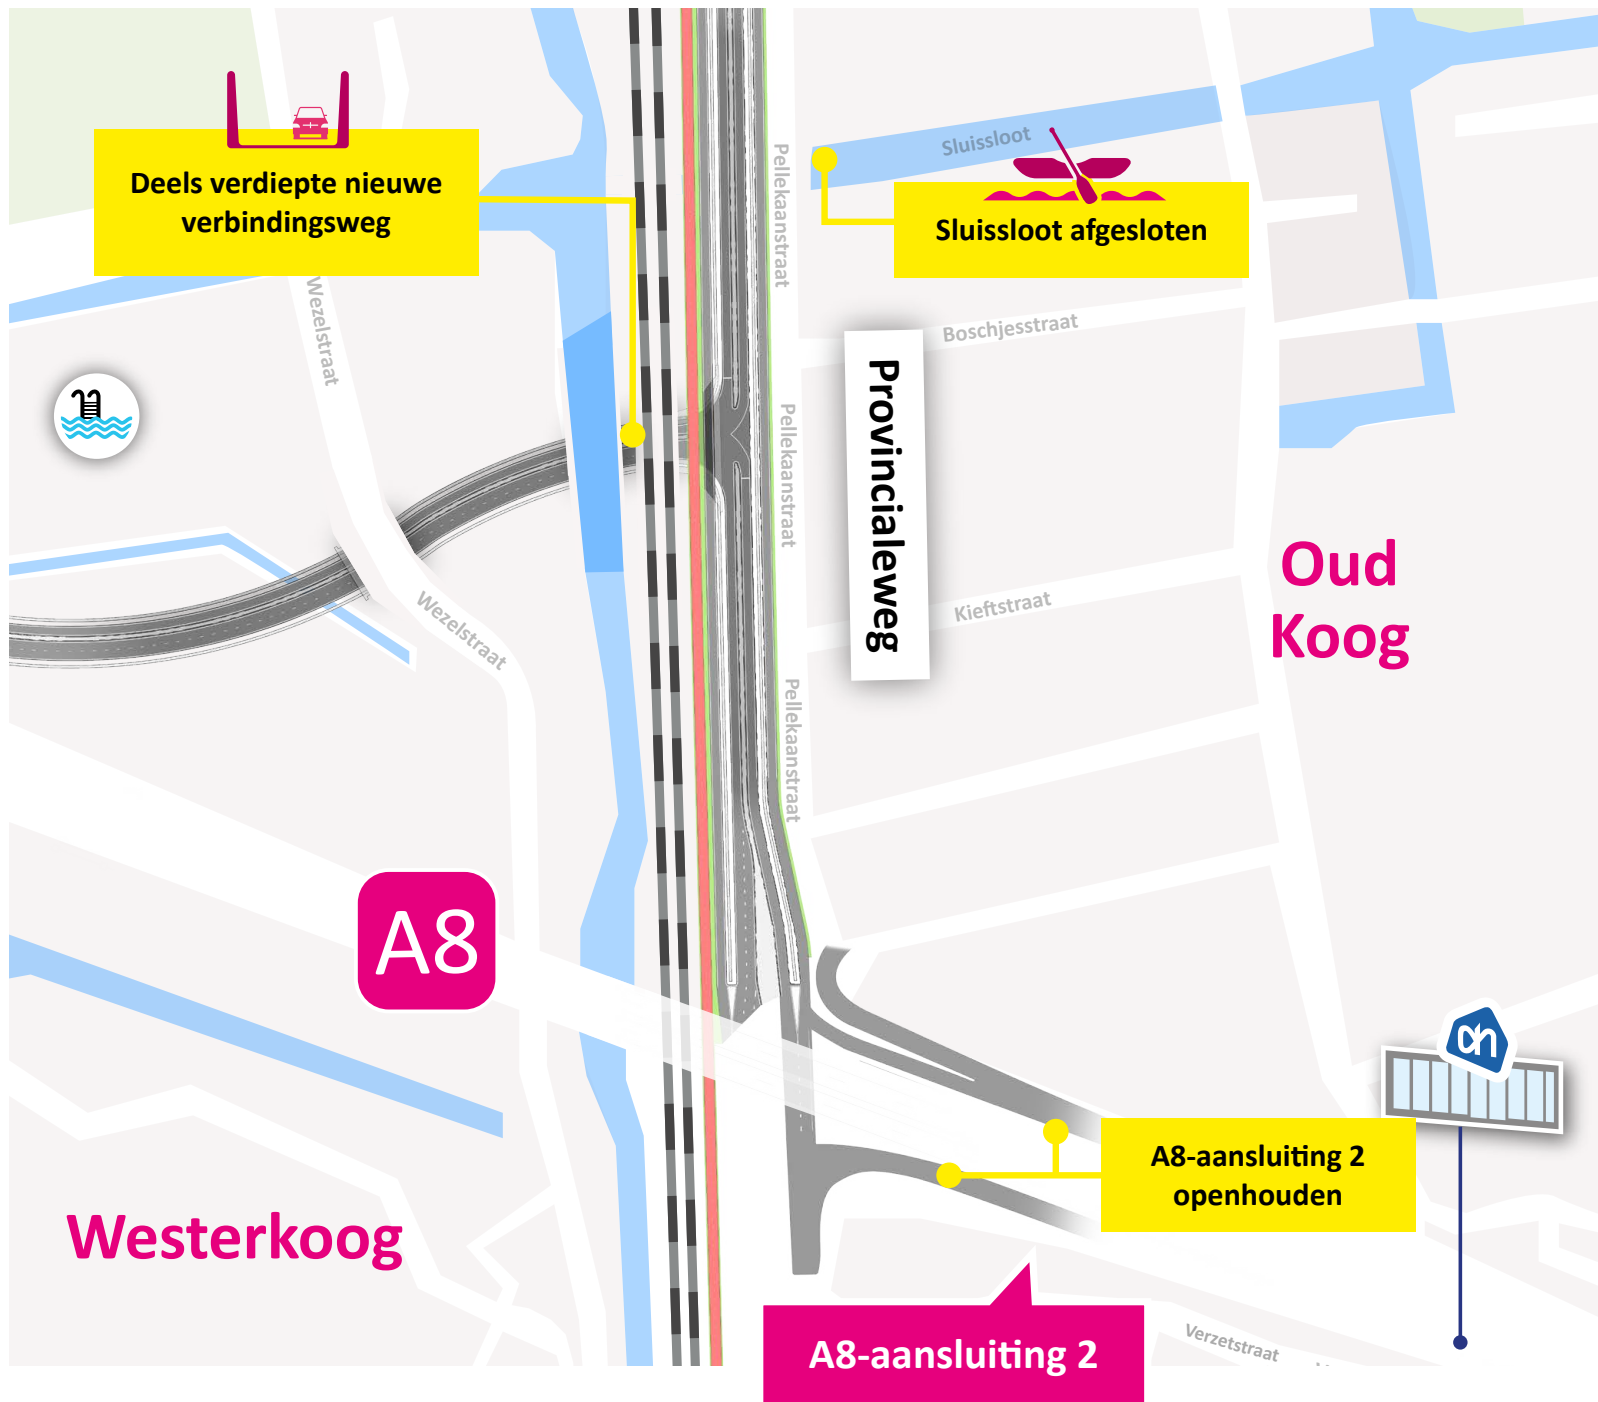 Deels verdiepte nieuwe
verbindingsweg
Sluissloot
Sluissloot afgesloten
Pellekaanstraat
Wezelstraat
Boschjesstraat
Provincialeweg
Pellekaanstraat
Oud
Koog
Kieftstraat
Wezelstraat
Pellekaanstraat
A8
ah
A8-aansluiting 2
openhouden
Westerkoog
A8-aansluiting 2
Verzetstraat